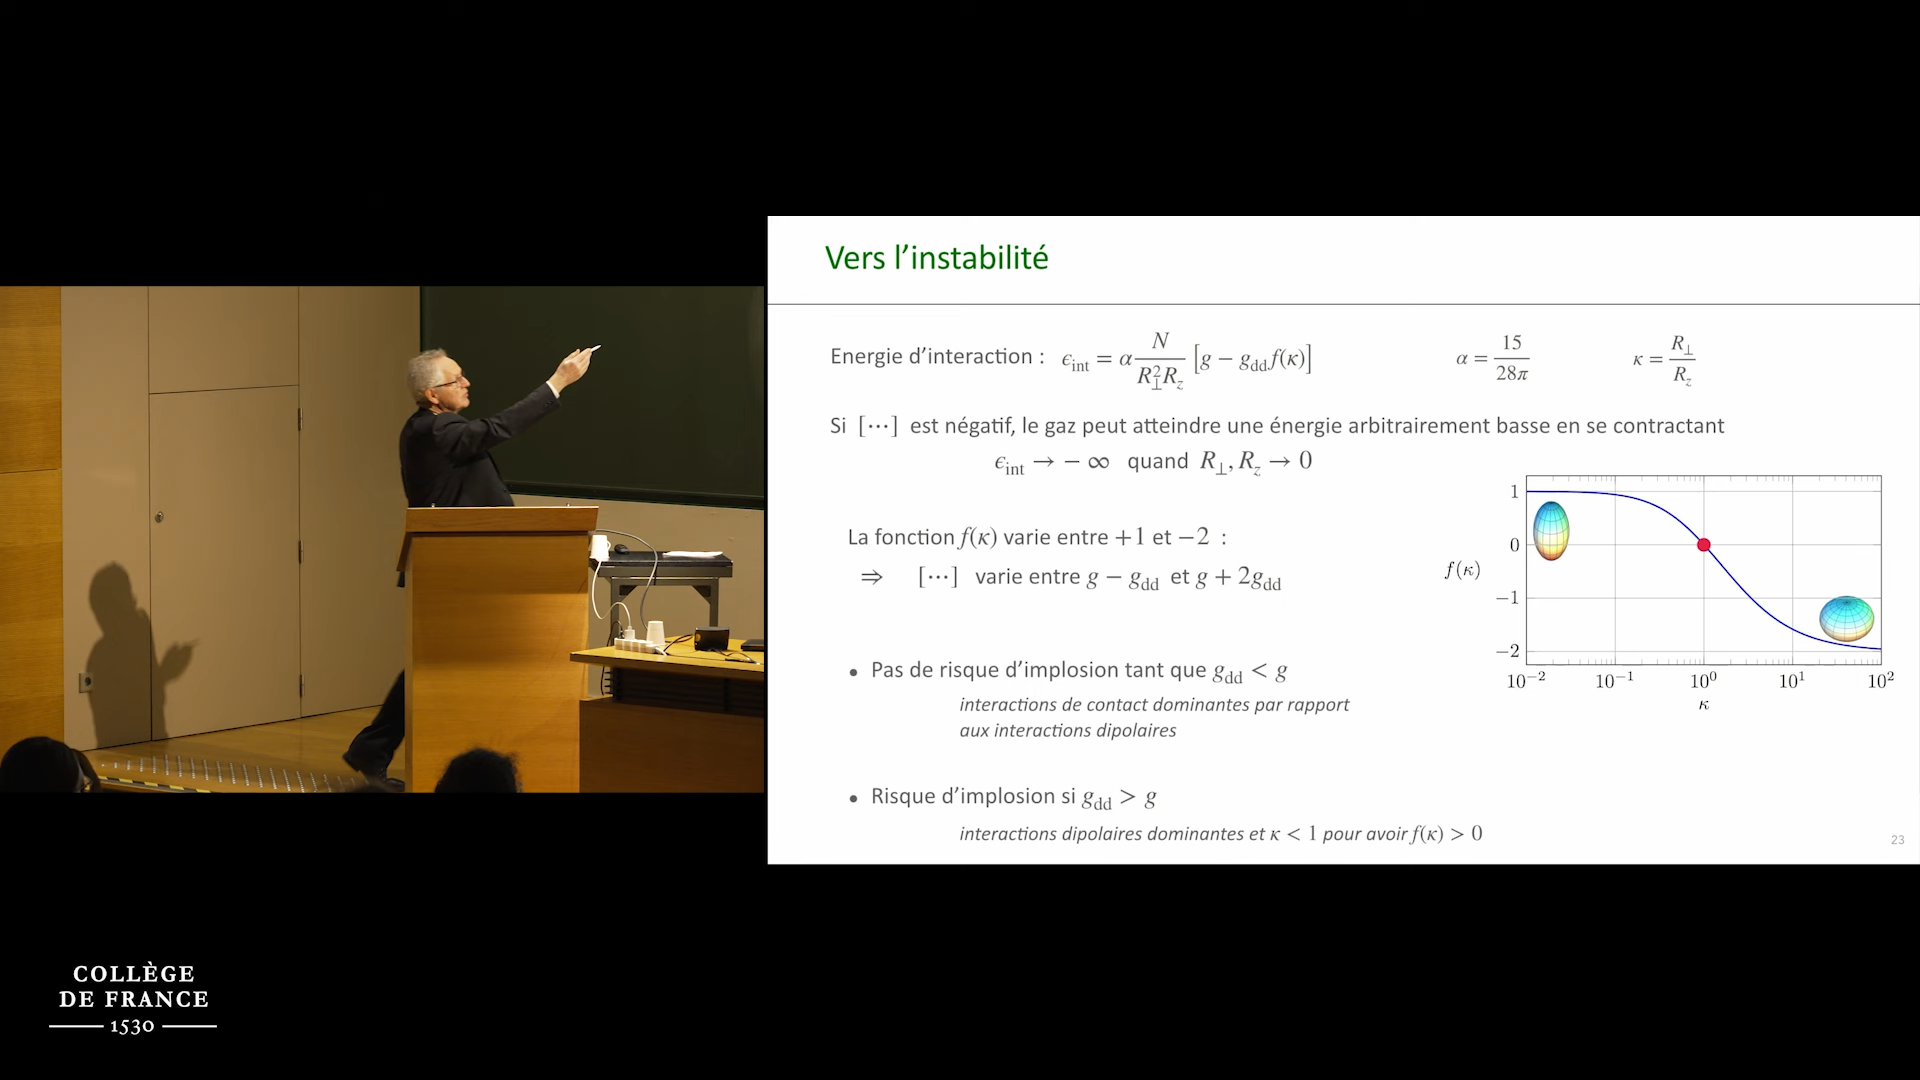 Vers l'instabilité
Energie d'interaction : ϵ_int = α N/(R_⊥² R_z) [g − g_dd f(κ)]   α = 15/(28π)   κ = R_⊥/R_z
Si [⋯] est négatif, le gaz peut atteindre une énergie arbitrairement basse en se contractant
ϵ_int → − ∞ quand R_⊥, R_z → 0
La fonction f(κ) varie entre +1 et −2 :
⇒ [⋯] varie entre g − g_dd et g + 2g_dd
• Pas de risque d'implosion tant que g_dd < g
interactions de contact dominantes par rapport
aux interactions dipolaires
• Risque d'implosion si g_dd > g
interactions dipolaires dominantes et κ < 1 pour avoir f(κ) > 0
1
0
f(κ)
−1
−2
10⁻² 10⁻¹ 10⁰ 10¹ 10²
κ
23
COLLÈGE
DE FRANCE
1530